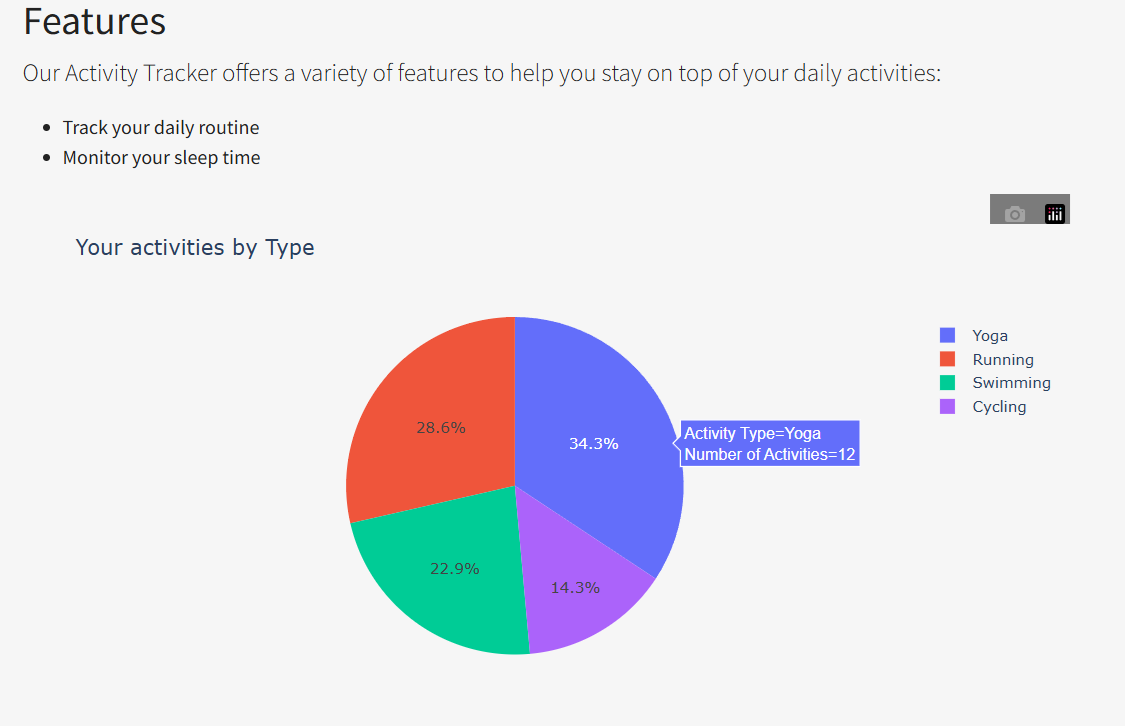 Features
Our Activity Tracker offers a variety of features to help you stay on top of your daily activities:
Track your daily routine
Monitor your sleep time
Your activities by Type
Yoga
Running
Swimming
Cycling
28.6%
34.3%
Activity Type=Yoga
Number of Activities=12
22.9%
14.3%